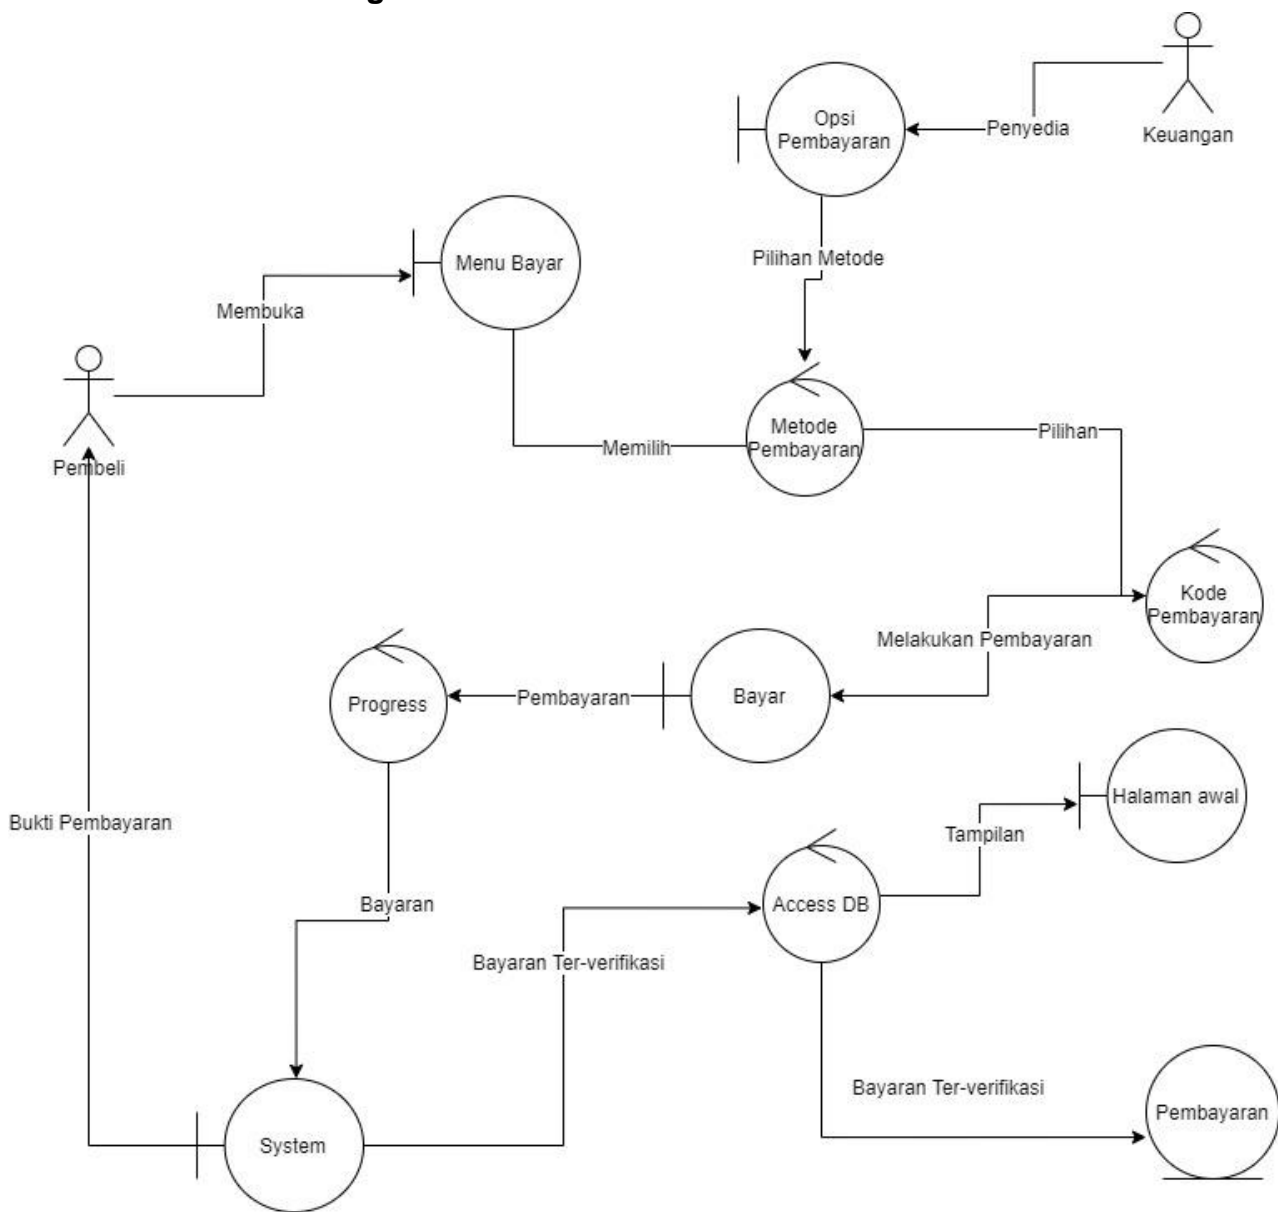 g
Opsi
Pembayaran
Penyedia
Keuangan
Pilihan Metode
Menu Bayar
Membuka
Pembeli
Memilih
Metode
Pembayaran
Pilihan
Kode
Pembayaran
Melakukan Pembayaran
Progress
Pembayaran
Bayar
Halaman awal
Bukti Pembayaran
Tampilan
Bayaran
Access DB
Bayaran Ter-verifikasi
Bayaran Ter-verifikasi
System
Pembayaran